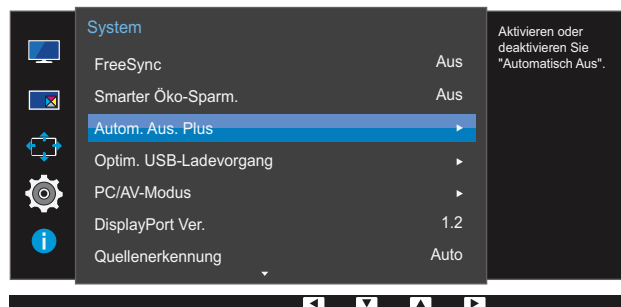 System
FreeSync Aus
Smarter Öko-Sparm. Aus
Autom. Aus. Plus
Optim. USB-Ladevorgang
PC/AV-Modus
DisplayPort Ver. 1.2
Quellenerkennung Auto
Aktivieren oder
deaktivieren Sie
"Automatisch Aus".